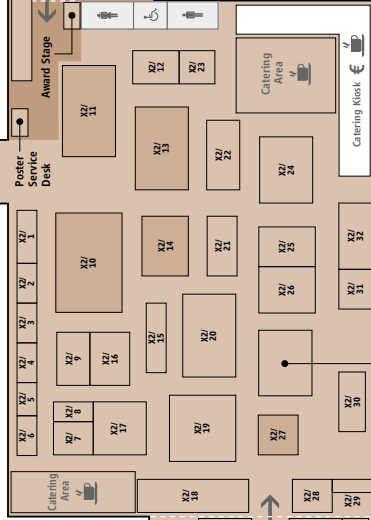 Award Stage
Poster
Service
Desk
Catering
Area
Catering Kiosk €
X2/
11
X2/
12
X2/
23
X2/
13
X2/
22
X2/
24
X2/
1
X2/
2
X2/
3
X2/
4
X2/
5
X2/
6
X2/
10
X2/
14
X2/
21
X2/
25
X2/
26
X2/
32
X2/
31
X2/
9
X2/
16
X2/
15
X2/
20
X2/
8
X2/
7
X2/
17
X2/
19
X2/
27
X2/
30
Catering
Area
X2/
18
X2/
28
X2/
29